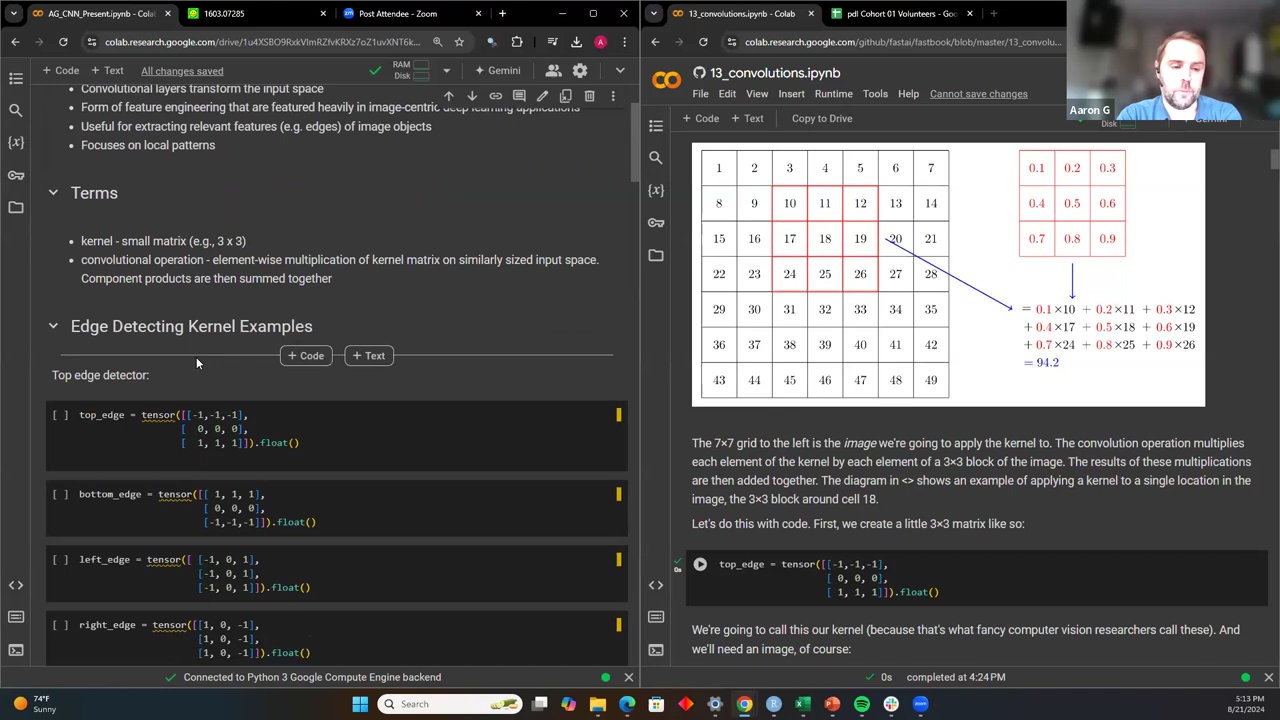 AG_CNN_Present.ipynb - Colab
1603.07285
Post Attendee - Zoom
colab.research.google.com/drive/1u4XSBO9RxkVlmRZfvKRXz7oZ1uvXNT6k...
+ Code + Text All changes saved
RAM
Disk
Gemini
Convolutional layers transform the input space
Form of feature engineering that are featured heavily in image-centric deep learning applications
Useful for extracting relevant features (e.g. edges) of image objects
Focuses on local patterns
Terms
kernel - small matrix (e.g., 3 x 3)
convolutional operation - element-wise multiplication of kernel matrix on similarly sized input space.
Component products are then summed together
Edge Detecting Kernel Examples
+ Code + Text
Top edge detector:
[ ] top_edge = tensor([[-1,-1,-1],
[ 0, 0, 0],
[ 1, 1, 1]]).float()
[ ] bottom_edge = tensor([[ 1, 1, 1],
[ 0, 0, 0],
[-1,-1,-1]]).float()
[ ] left_edge = tensor([ [-1, 0, 1],
[-1, 0, 1],
[-1, 0, 1]]).float()
[ ] right_edge = tensor([[1, 0, -1],
[1, 0, -1],
[1, 0, -1]]).float()
Connected to Python 3 Google Compute Engine backend
13_convolutions.ipynb - Colab
pdl Cohort 01 Volunteers - Go
colab.research.google.com/github/fastai/fastbook/blob/master/13_convolu...
13_convolutions.ipynb
File Edit View Insert Runtime Tools Help Cannot save changes
Aaron G
+ Code + Text Copy to Drive
Disk
1 2 3 4 5 6 7
8 9 10 11 12 13 14
15 16 17 18 19 20 21
22 23 24 25 26 27 28
29 30 31 32 33 34 35
36 37 38 39 40 41 42
43 44 45 46 47 48 49
0.1 0.2 0.3
0.4 0.5 0.6
0.7 0.8 0.9
= 0.1×10 + 0.2×11 + 0.3×12
+ 0.4×17 + 0.5×18 + 0.6×19
+ 0.7×24 + 0.8×25 + 0.9×26
= 94.2
The 7×7 grid to the left is the image we're going to apply the kernel to. The convolution operation multiplies
each element of the kernel by each element of a 3×3 block of the image. The results of these multiplications
are then added together. The diagram in <> shows an example of applying a kernel to a single location in the
image, the 3×3 block around cell 18.
Let's do this with code. First, we create a little 3×3 matrix like so:
0s
top_edge = tensor([[-1,-1,-1],
[ 0, 0, 0],
[ 1, 1, 1]]).float()
We're going to call this our kernel (because that's what fancy computer vision researchers call these). And
we'll need an image, of course:
0s completed at 4:24 PM
74°F
Sunny
Search
5:13 PM
8/21/2024